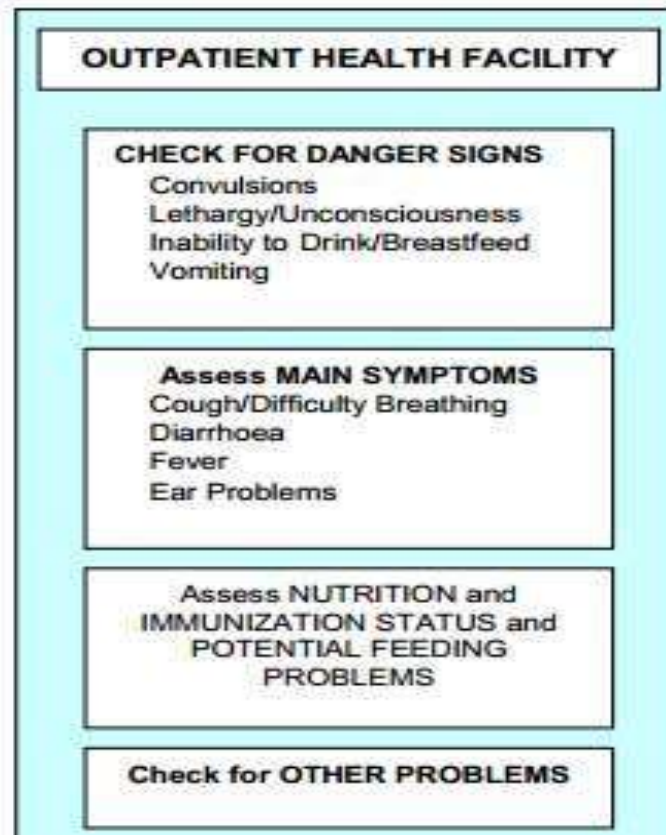 OUTPATIENT HEALTH FACILITY
CHECK FOR DANGER SIGNS
Convulsions
Lethargy/Unconsciousness
Inability to Drink/Breastfeed
Vomiting
Assess MAIN SYMPTOMS
Cough/Difficulty Breathing
Diarrhoea
Fever
Ear Problems
Assess NUTRITION and
IMMUNIZATION STATUS and
POTENTIAL FEEDING
PROBLEMS
Check for OTHER PROBLEMS